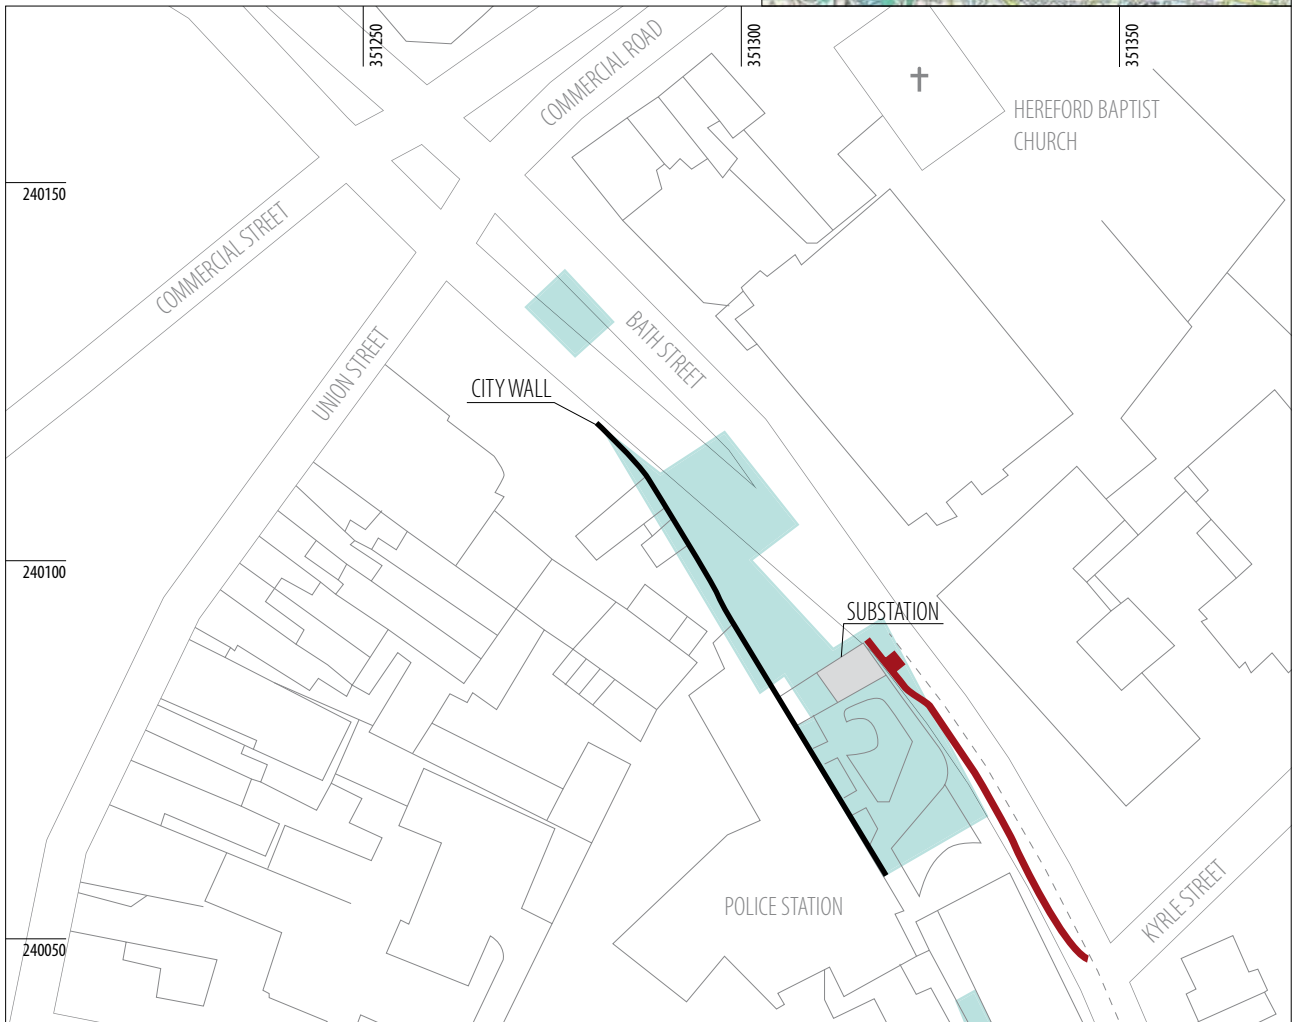 351250
351300
351350
COMMERCIAL ROAD
HEREFORD BAPTIST
CHURCH
240150
COMMERCIAL STREET
BATH STREET
UNION STREET
CITY WALL
240100
SUBSTATION
POLICE STATION
KYRLE STREET
240050